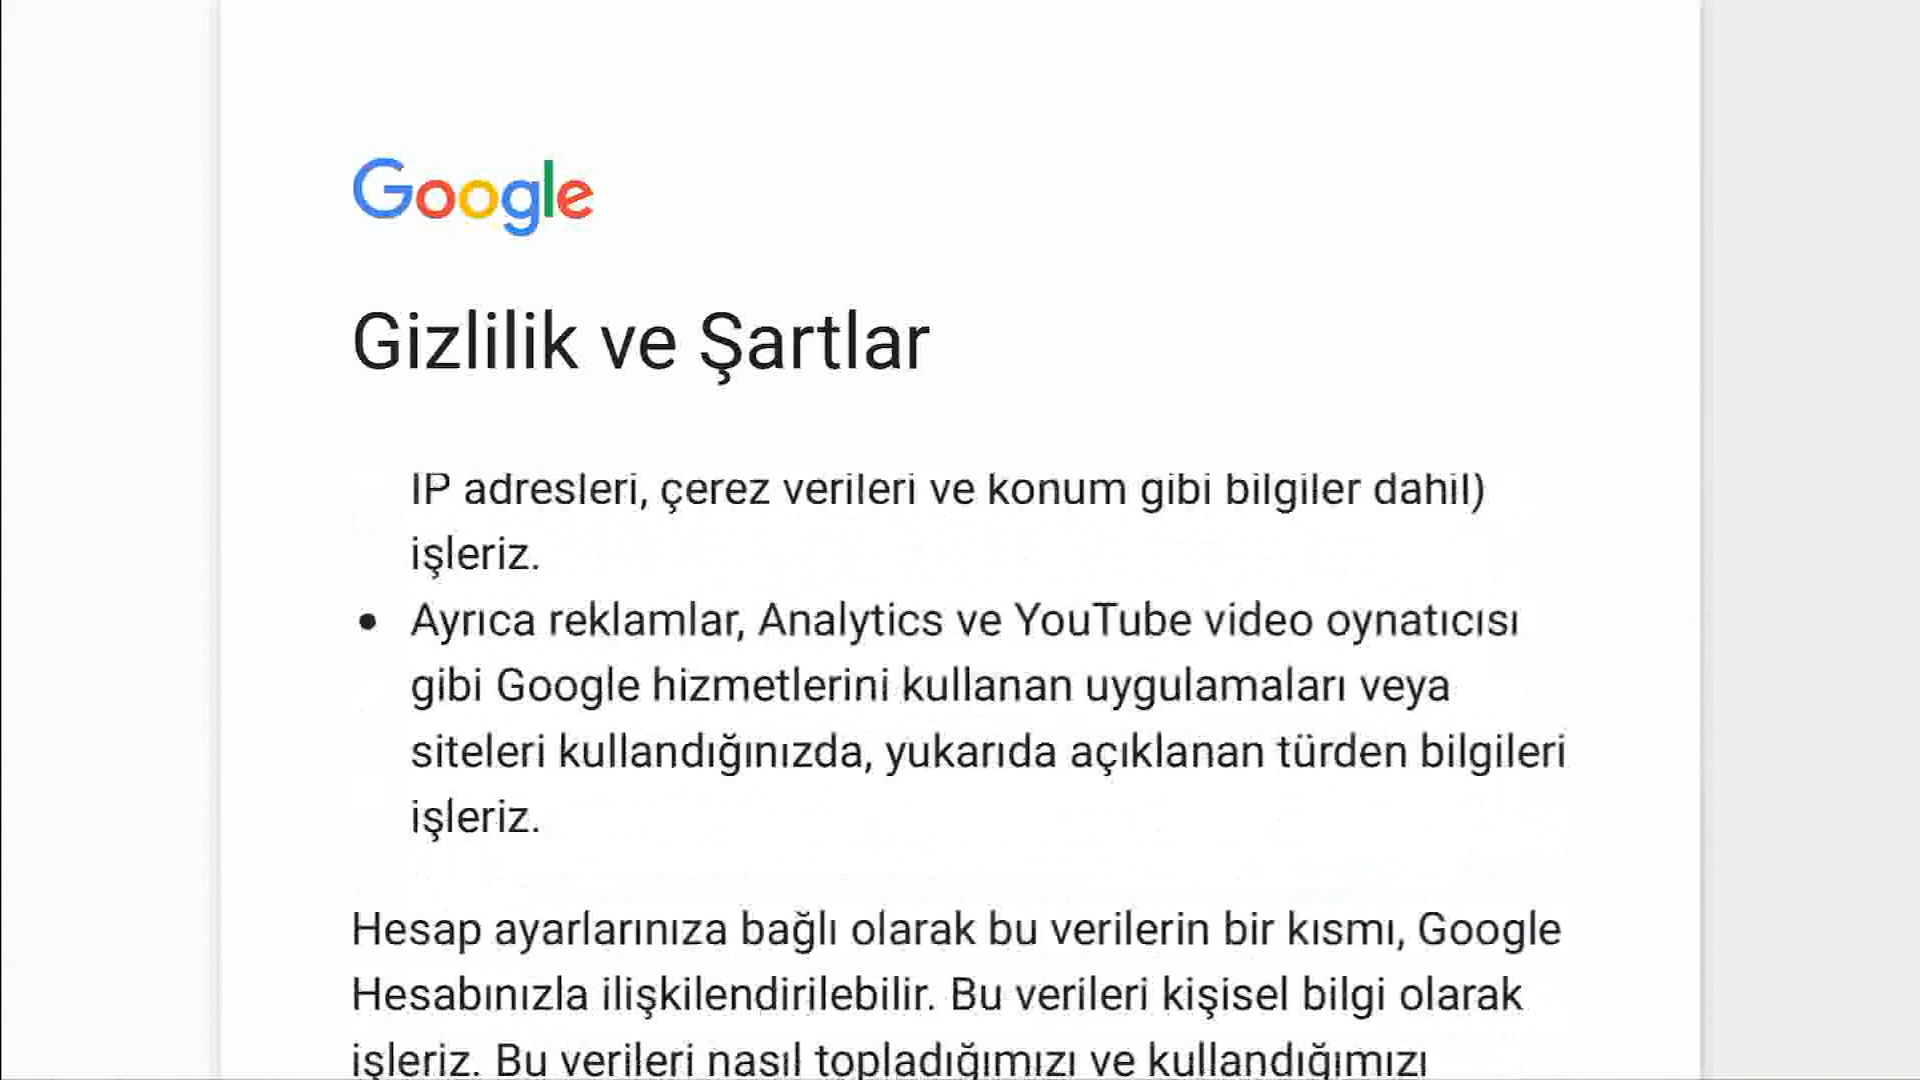 Google
Gizlilik ve Şartlar
IP adresleri, çerez verileri ve konum gibi bilgiler dahil)
işleriz.
• Ayrıca reklamlar, Analytics ve YouTube video oynatıcısı
gibi Google hizmetlerini kullanan uygulamaları veya
siteleri kullandığınızda, yukarıda açıklanan türden bilgileri
işleriz.
Hesap ayarlarınıza bağlı olarak bu verilerin bir kısmı, Google
Hesabınızla ilişkilendirilebilir. Bu verileri kişisel bilgi olarak
işleriz. Bu verileri nasıl topladığımızı ve kullandığımızı